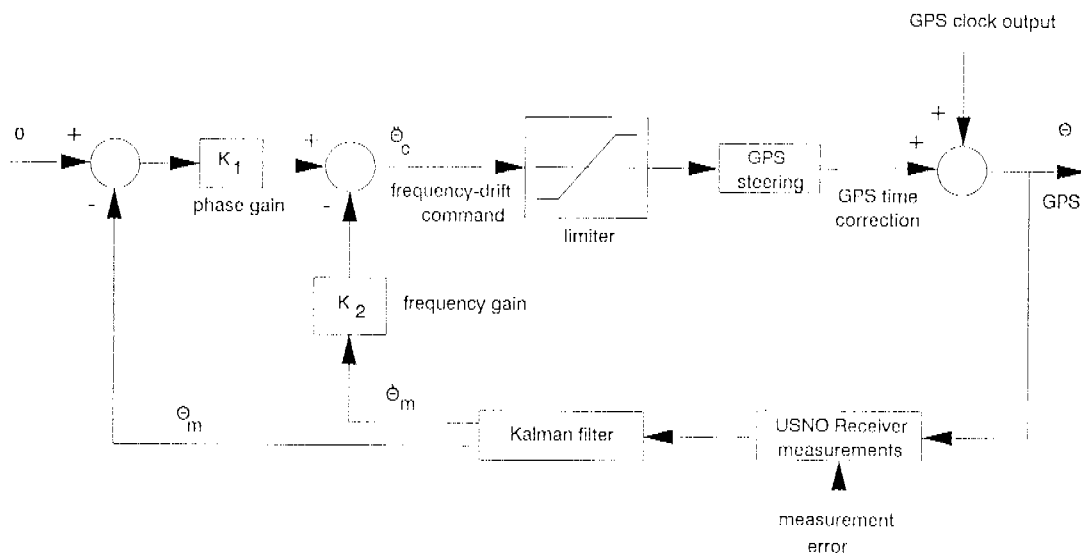 GPS clock output
0
+
-
K1
phase gain
+
-
Θ̈c
frequency-drift
command
limiter
GPS
steering
GPS time
correction
+
+
Θ
GPS
K2
frequency gain
Θm
Θ̇m
Kalman filter
USNO Receiver
measurements
measurement
error